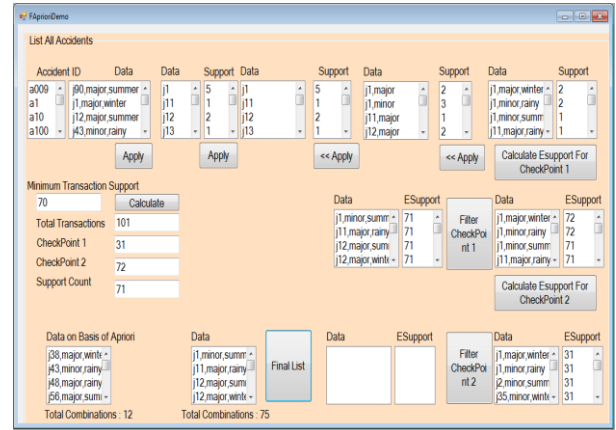 FAprioriDemo
List All Accidents
Accident ID Data Data Support Data Support Data Support Data Support
a009 j90,major,summer j1 5 j1 5 j1,major 2 j1,major,winter 2
a1 j1,major,winter j11 1 j11 1 j1,minor 3 j1,minor,rainy 2
a10 j12,major,summer j12 2 j12 2 j11,major 1 j1,minor,summ 1
a100 j43,minor,rainy j13 1 j13 1 j12,major 2 j11,major,rainy 1
Apply Apply << Apply << Apply Calculate Esupport For
CheckPoint 1
Minimum Transaction Support
70 Calculate
Total Transactions 101
CheckPoint 1 31
CheckPoint 2 72
Support Count 71
Data ESupport Data ESupport
j1,minor,summ 71 Filter j1,major,winter 72
j11,major,rainy 71 CheckPoi j1,minor,rainy 72
j12,major,sumı 71 nt 1 j1,minor,summ 71
j12,major,winte 71 j11,major,rainy 71
Calculate Esupport For
CheckPoint 2
Data on Basis of Apriori Data Data ESupport Data ESupport
j38,major,winte j1,minor,summ Final List Filter j1,major,winter 31
j43,minor,rainy j11,major,rainy CheckPoi j1,minor,rainy 31
j48,major,rainy j12,major,sumı nt 2 j2,minor,summ 31
j56,major,sumı j12,major,winte j35,minor,winte 31
Total Combinations : 12 Total Combinations : 75